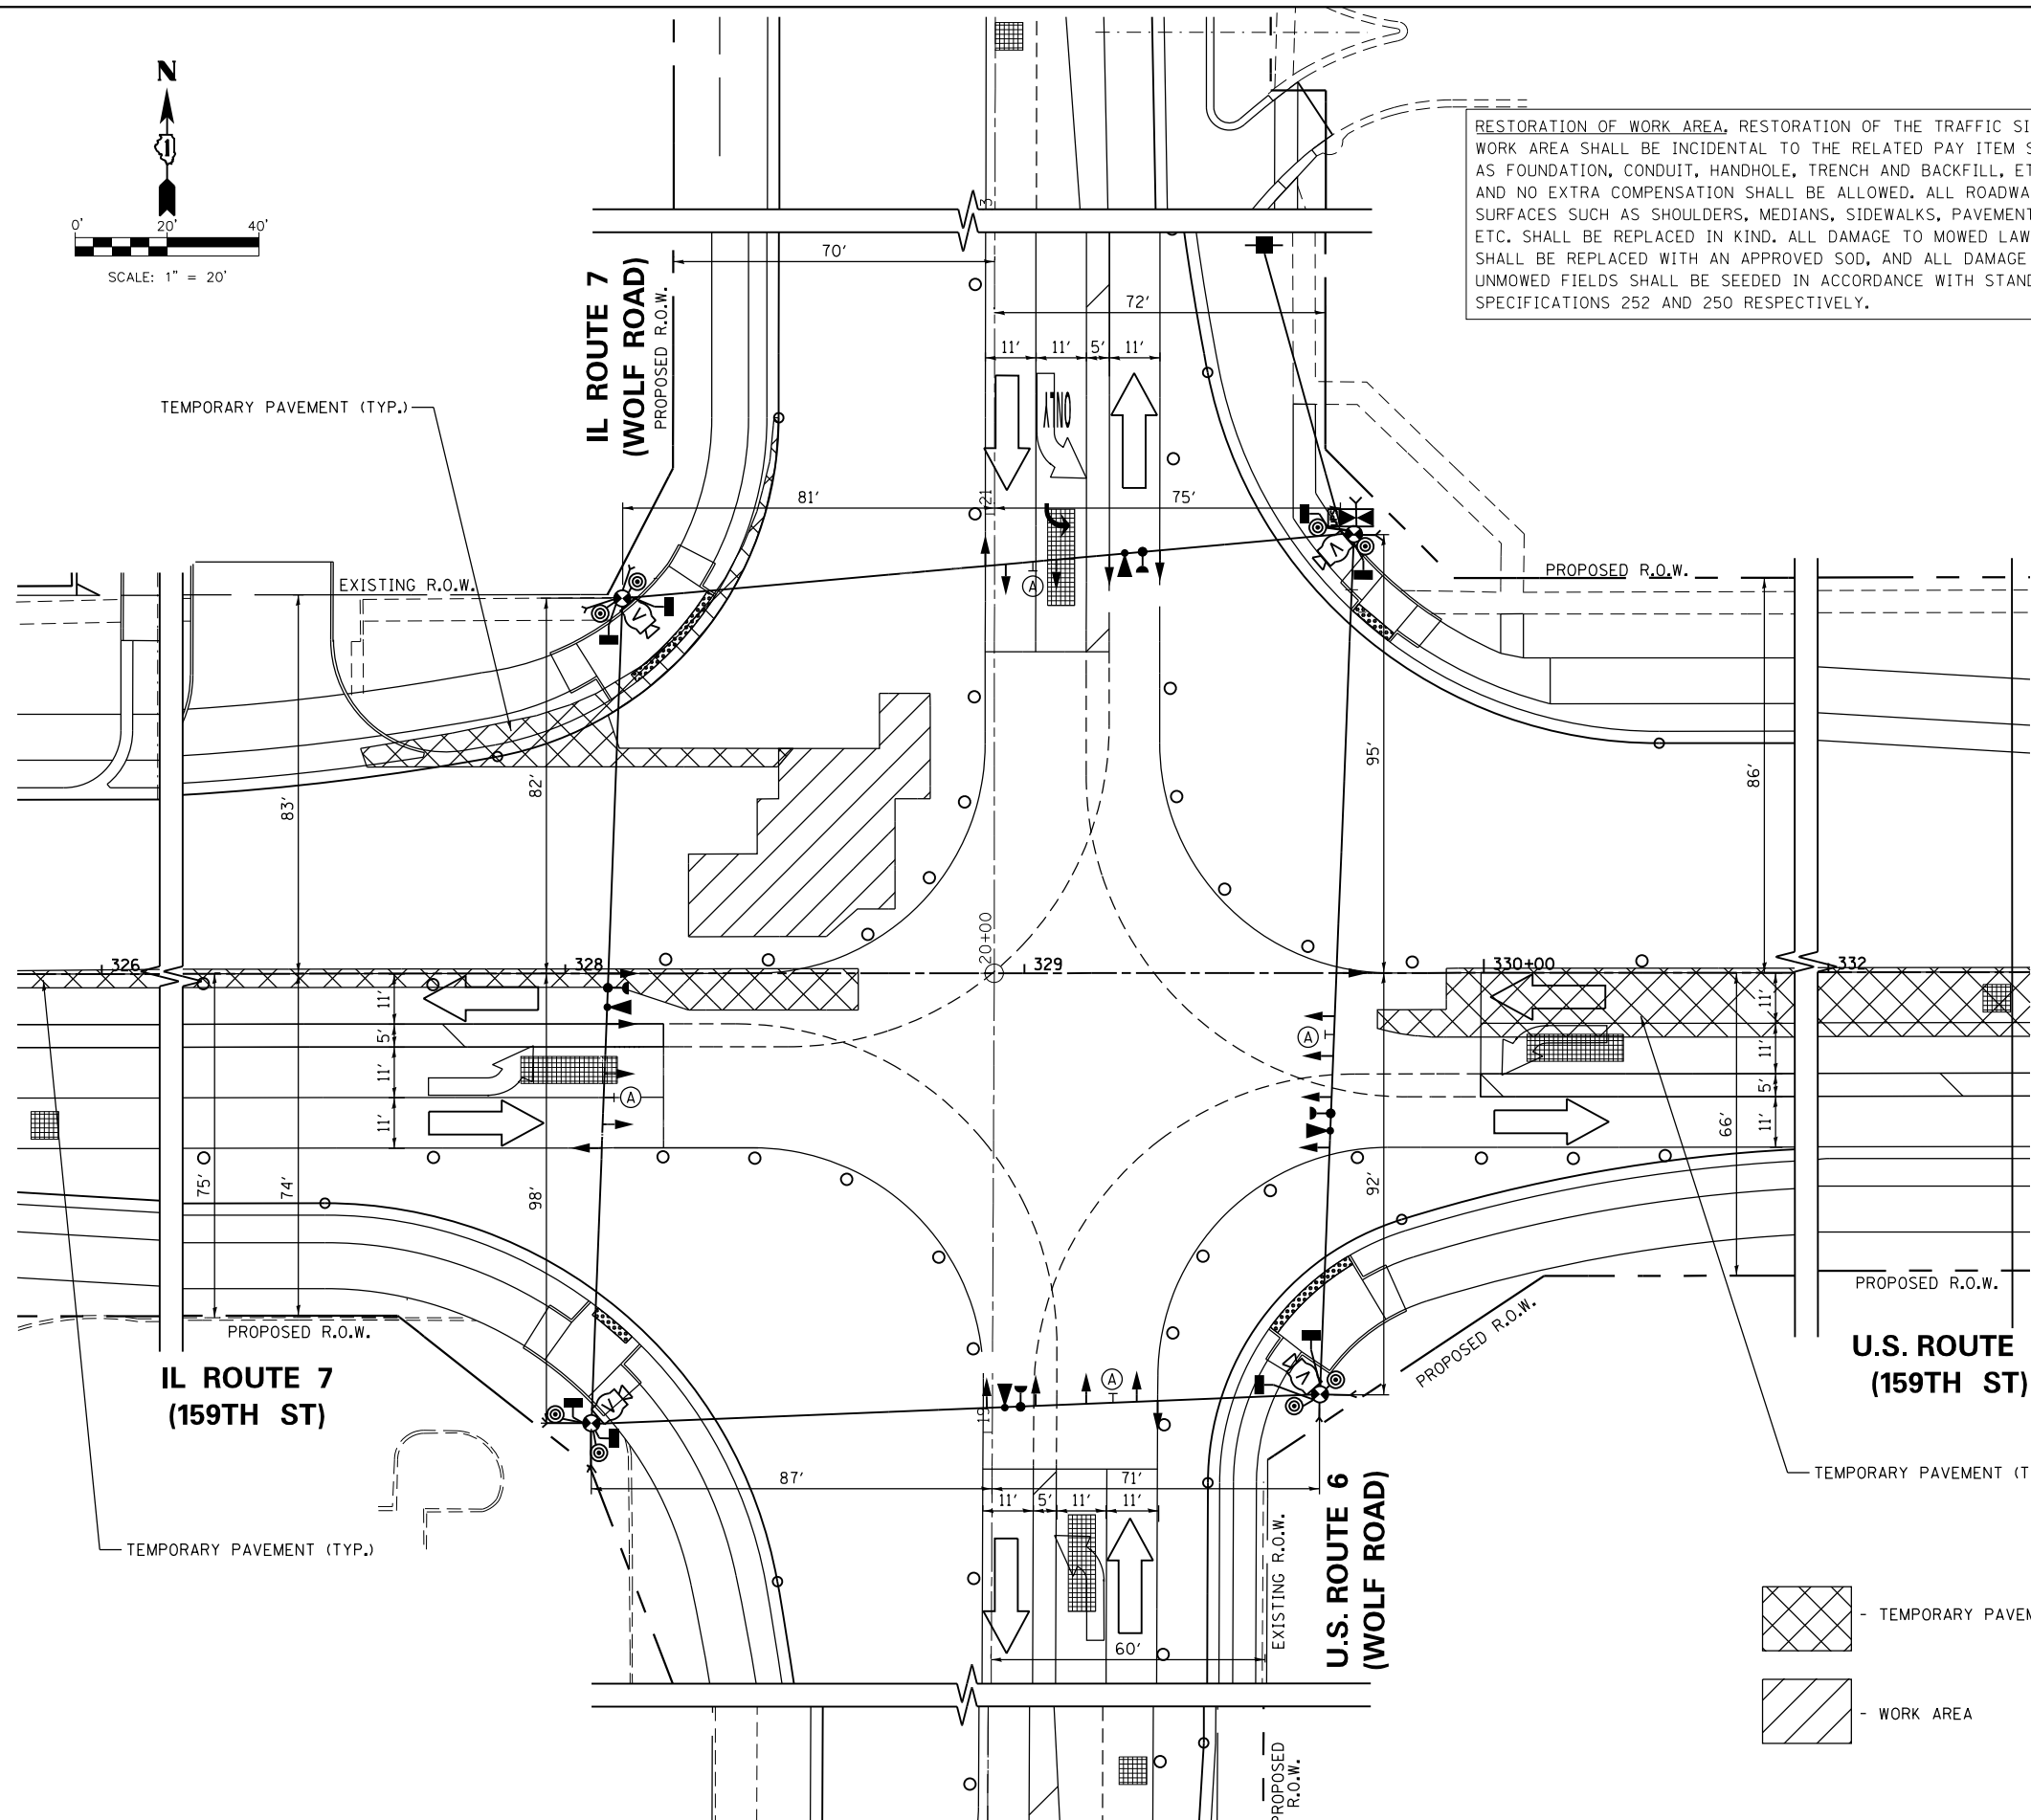 N
1
0'
20'
40'
SCALE: 1" = 20'
RESTORATION OF WORK AREA. RESTORATION OF THE TRAFFIC
WORK AREA SHALL BE INCIDENTAL TO THE RELATED PAY ITEM
AS FOUNDATION, CONDUIT, HANDHOLE, TRENCH AND BACKFILL,
AND NO EXTRA COMPENSATION SHALL BE ALLOWED. ALL
SURFACES SUCH AS SHOULDERS, MEDIANS, SIDEWALKS,
ETC. SHALL BE REPLACED IN KIND. ALL DAMAGE TO MOWED
SHALL BE REPLACED WITH AN APPROVED SOD, AND ALL DAMAGE
UNMOWED FIELDS SHALL BE SEEDED IN ACCORDANCE WITH
SPECIFICATIONS 252 AND 250 RESPECTIVELY.
3
70'
72'
IL ROUTE 7
(WOLF ROAD)
PROPOSED R.O.W.
11'
11'
5'
11'
ONLY
TEMPORARY PAVEMENT (TYP.)
81'
21
75'
EXISTING R.O.W.
A
V
V
PROPOSED R.O.W.
83'
82'
95'
86'
20+00
326
328
329
330+00
332
11'
5'
11'
11'
A
A
11'
11'
5'
11'
75'
74'
98'
92'
66'
PROPOSED R.O.W.
PROPOSED R.O.W.
PROPOSED R.O.W.
IL ROUTE 7
(159TH ST)
U.S. ROUTE
(159TH ST)
V
V
A
19
87'
71'
11'
5'
11'
11'
TEMPORARY PAVEMENT
TEMPORARY PAVEMENT (TYP.)
EXISTING R.O.W.
U.S. ROUTE 6
(WOLF ROAD)
60'
- TEMPORARY
- WORK AREA
PROPOSED
R.O.W.